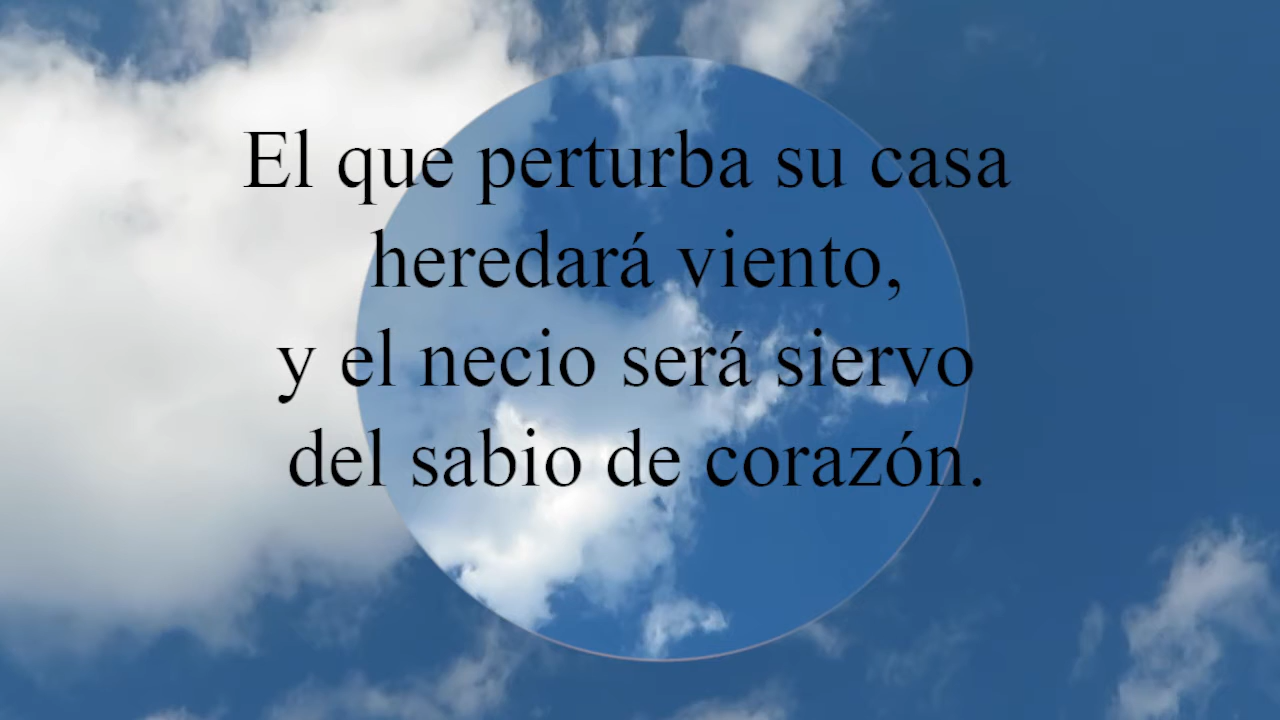 El que perturba su casa
heredará viento,
y el necio será siervo
del sabio de corazón.